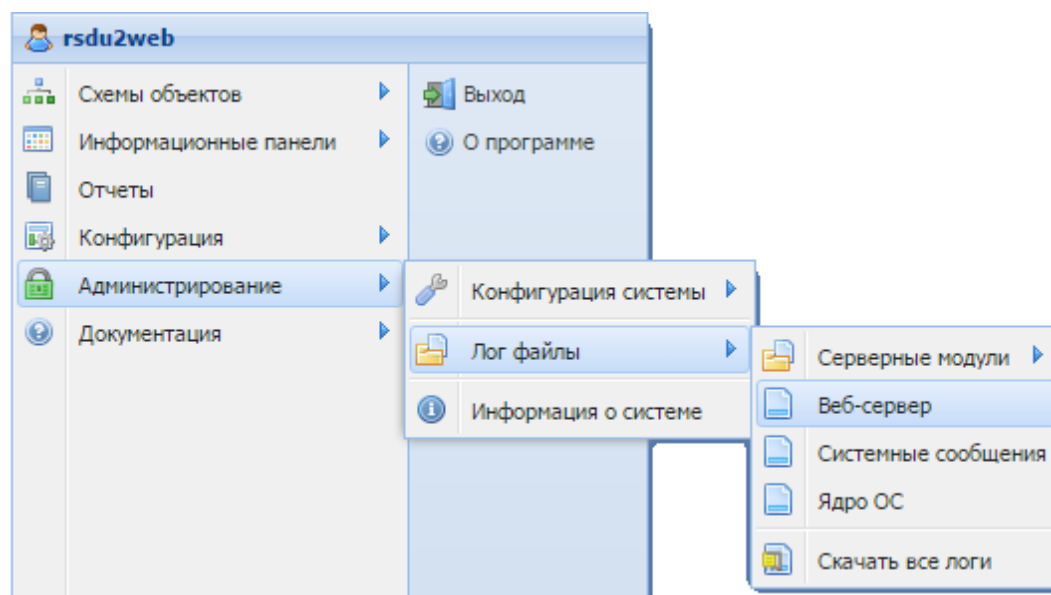 rsdu2web
Схемы объектов
Информационные панели
Отчеты
Конфигурация
Администрирование
Документация
Выход
О программе
Конфигурация системы
Лог файлы
Информация о системе
Серверные модули
Веб-сервер
Системные сообщения
Ядро ОС
Скачать все логи